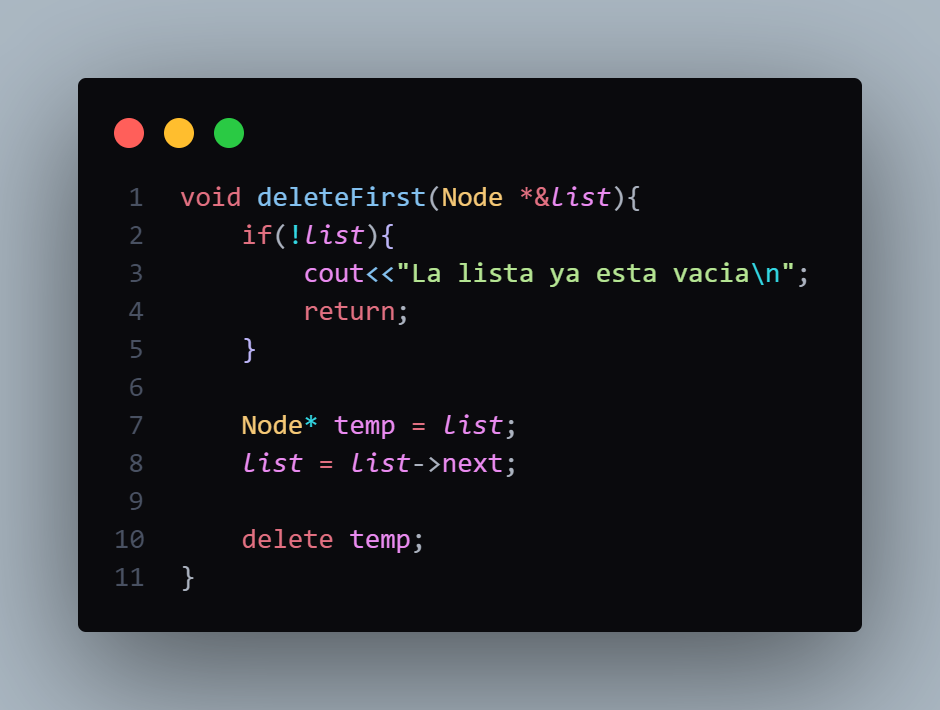 1 void deleteFirst(Node *&list){
2     if(!list){
3         cout<<"La lista ya esta vacia\n";
4         return;
5     }
6
7     Node* temp = list;
8     list = list->next;
9
10     delete temp;
11 }